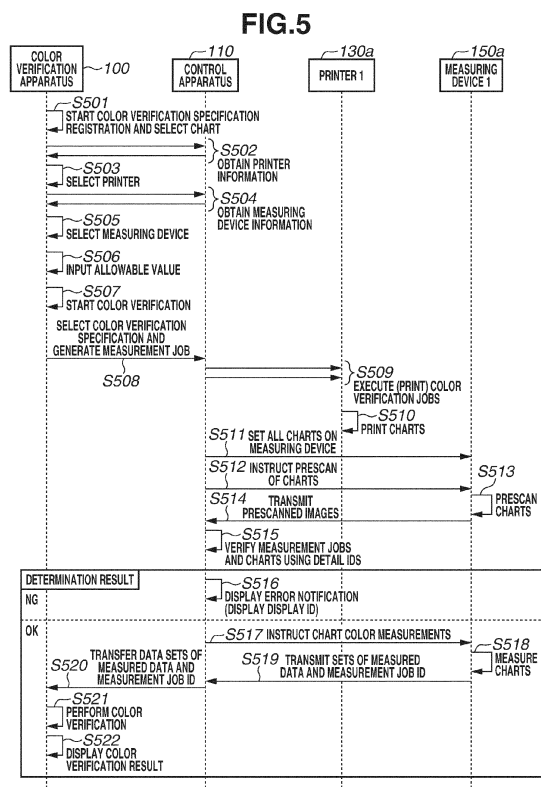 FIG.5
COLOR
VERIFICATION
APPARATUS
100
110
CONTROL
APPARATUS
130a
PRINTER 1
150a
MEASURING
DEVICE 1
S501
START COLOR VERIFICATION SPECIFICATION
REGISTRATION AND SELECT CHART
S502
OBTAIN PRINTER
INFORMATION
S503
SELECT PRINTER
S504
OBTAIN MEASURING
DEVICE INFORMATION
S505
SELECT MEASURING DEVICE
S506
INPUT ALLOWABLE VALUE
S507
START COLOR VERIFICATION
SELECT COLOR VERIFICATION
SPECIFICATION AND
GENERATE MEASUREMENT JOB
S508
S509
EXECUTE (PRINT) COLOR
VERIFICATION JOBS
S510
PRINT CHARTS
S511 SET ALL CHARTS ON
MEASURING DEVICE
S512 INSTRUCT PRESCAN
OF CHARTS
S513
PRESCAN
CHARTS
S514 TRANSMIT
PRESCANNED IMAGES
S515
VERIFY MEASUREMENT JOBS
AND CHARTS USING DETAIL IDS
DETERMINATION RESULT
NG
S516
DISPLAY ERROR NOTIFICATION
(DISPLAY DISPLAY ID)
OK
S517 INSTRUCT CHART COLOR MEASUREMENTS
S518
MEASURE
CHARTS
S519 TRANSMIT SETS OF MEASURED
DATA AND MEASUREMENT JOB ID
S520 TRANSFER DATA SETS OF
MEASURED DATA AND
MEASUREMENT JOB ID
S521
PERFORM COLOR
VERIFICATION
S522
DISPLAY COLOR
VERIFICATION RESULT